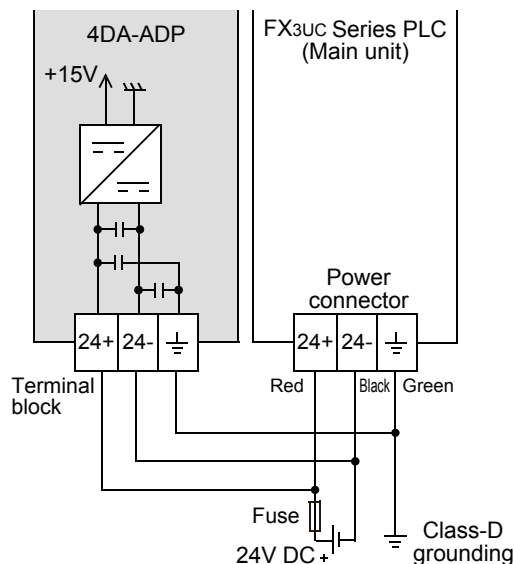 4DA-ADP
+15V
FX3UC Series PLC
(Main unit)
Power
connector
24+ 24-
24+ 24-
Terminal
block
Red Black Green
Fuse
24V DC +
Class-D
grounding